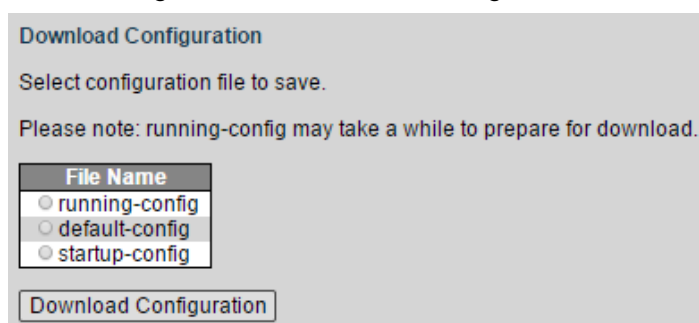 Download Configuration
Select configuration file to save.
Please note: running-config may take a while to prepare for download.
File Name
running-config
default-config
startup-config
Download Configuration